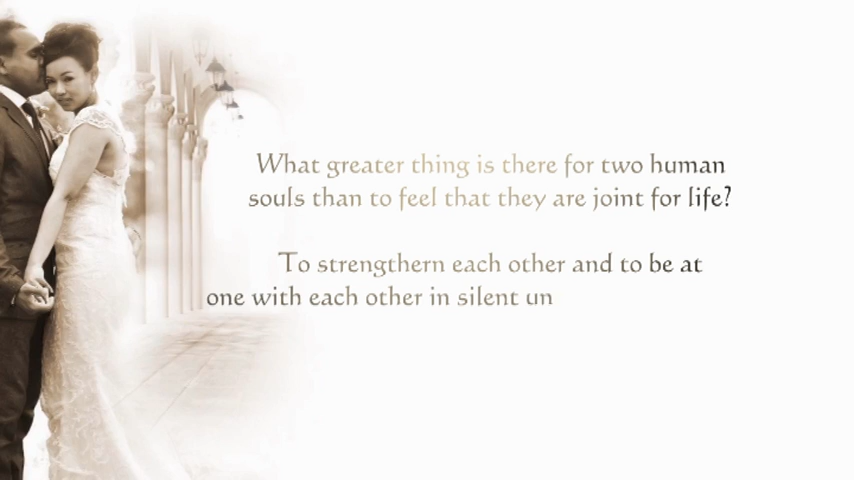 What greater thing is there for two human
souls than to feel that they are joint for life?
To strengthern each other and to be at
one with each other in silent un